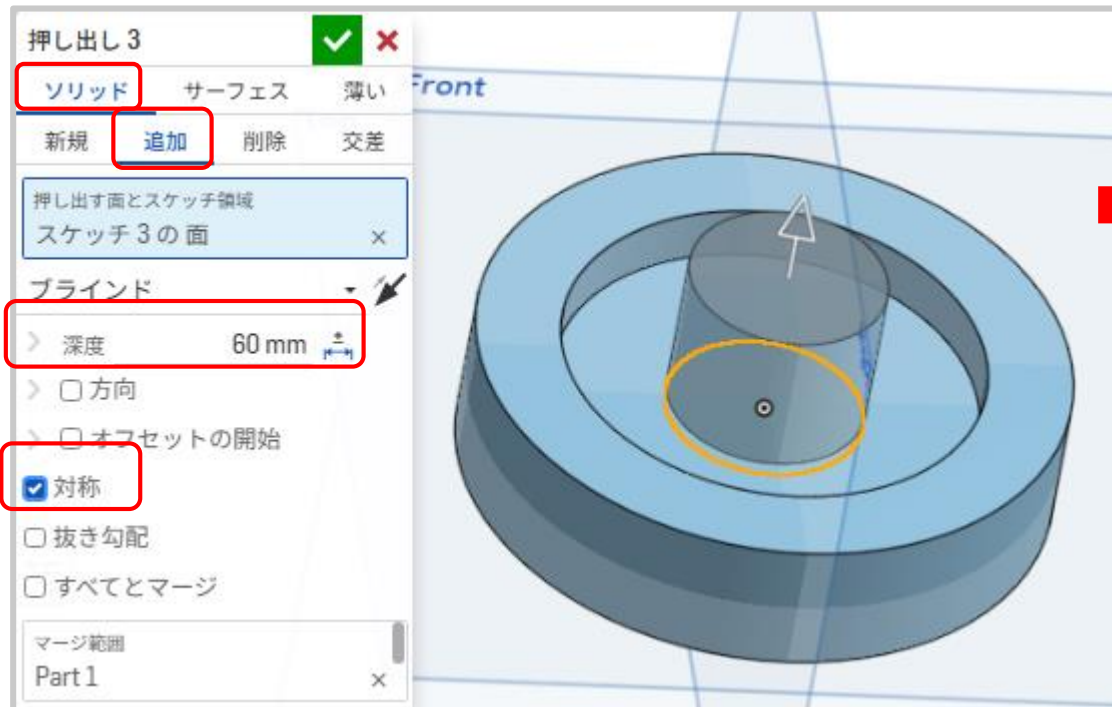 押し出し 3
ソリッド サーフェス 薄い
新規 追加 削除 交差
押し出す面とスケッチ領域
スケッチ 3 の 面
ブラインド
深度 60 mm
方向
オフセットの開始
対称
抜き勾配
すべてとマージ
マージ範囲
Part 1
Front